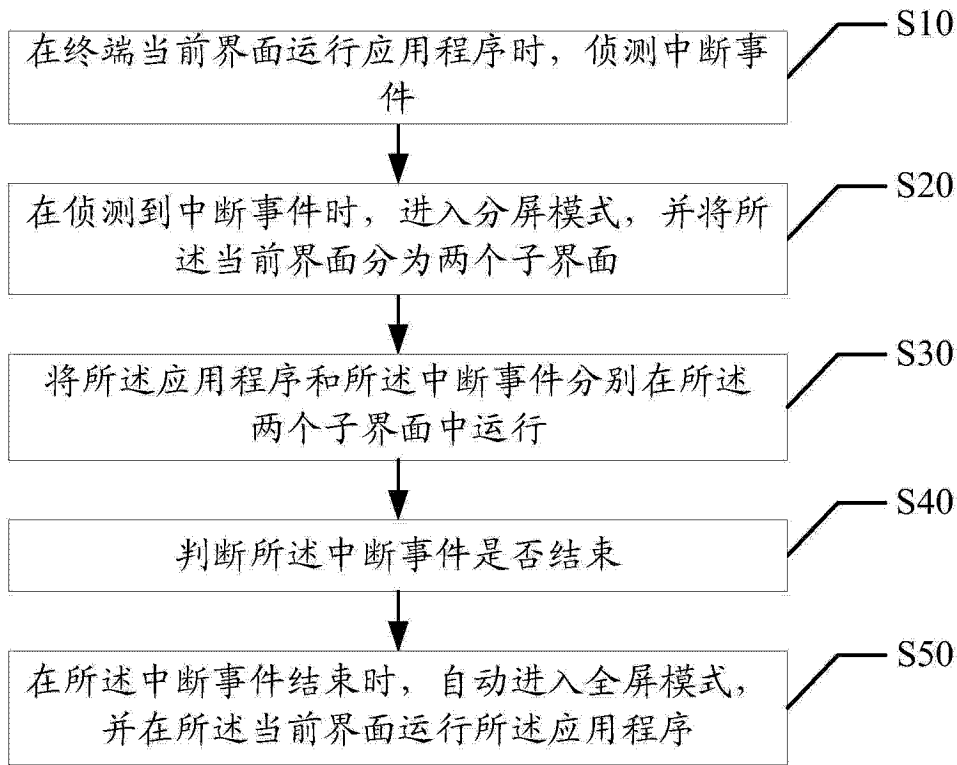 S10
在终端当前界面运行应用程序时，侦测中断事
件
S20
在侦测到中断事件时，进入分屏模式，并将所
述当前界面分为两个子界面
S30
将所述应用程序和所述中断事件分别在所述
两个子界面中运行
S40
判断所述中断事件是否结束
S50
在所述中断事件结束时，自动进入全屏模式，
并在所述当前界面运行所述应用程序